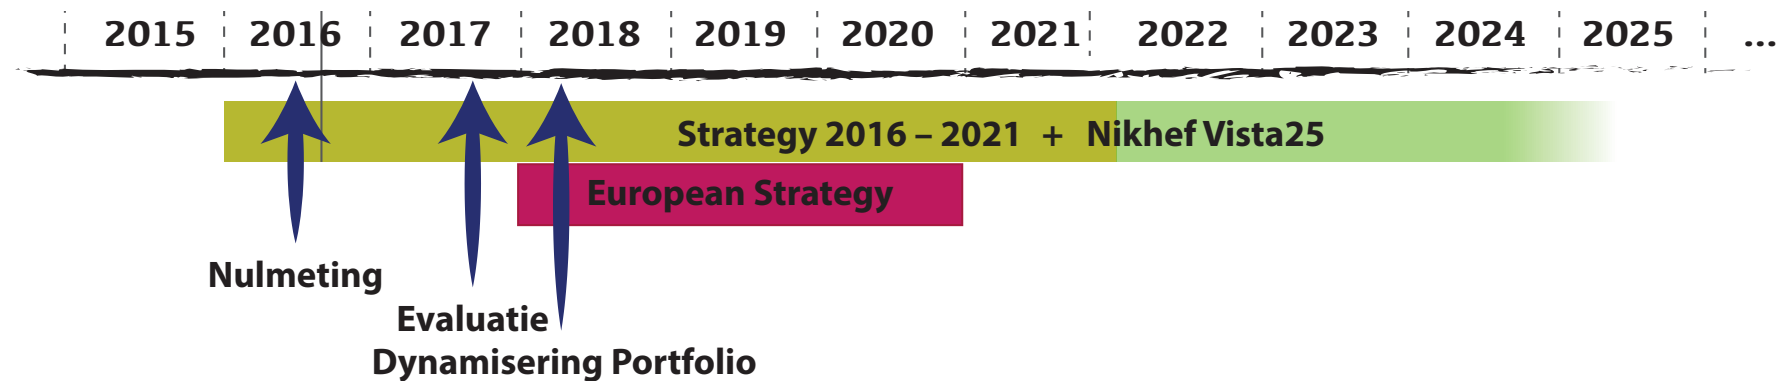 2015 2016 2017 2018 2019 2020 2021 2022 2023 2024 2025 ...
Strategy 2016 – 2021 + Nikhef Vista25
European Strategy
Nulmeting
Evaluatie
Dynamisering Portfolio